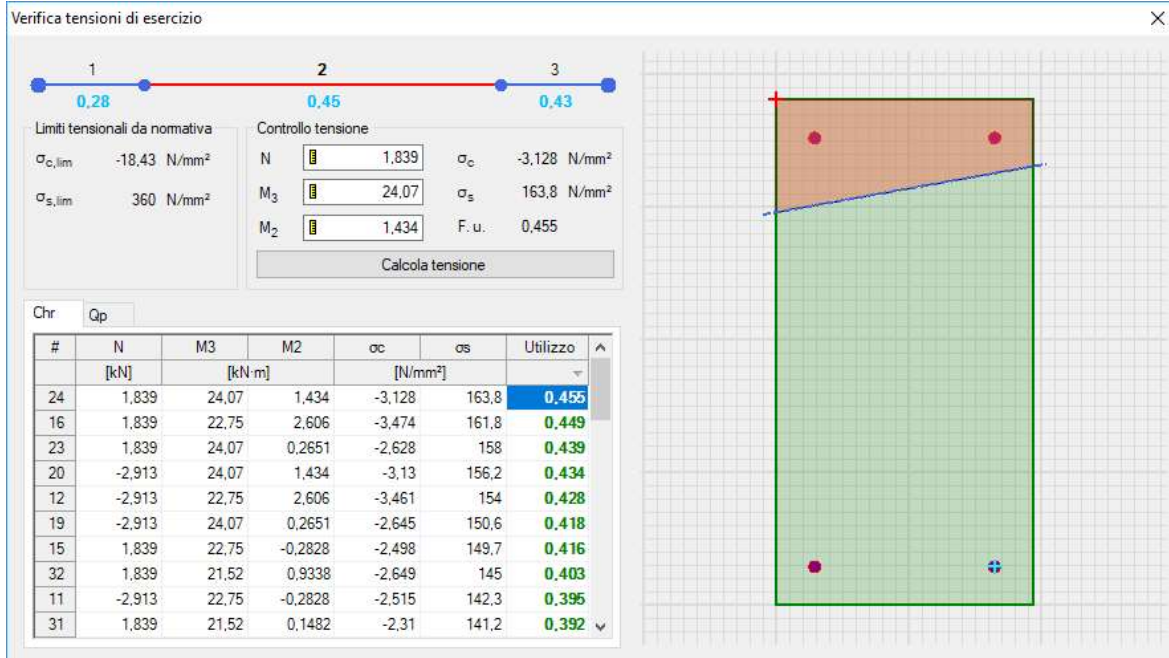 Verifica tensioni di esercizio
1 2 3
0,28 0,45 0,43
Limiti tensionali da normativa
σc,lim -18,43 N/mm²
σs,lim 360 N/mm²
Controllo tensione
N 1,839 σc -3,128 N/mm²
M3 24,07 σs 163,8 N/mm²
M2 1,434 F. u. 0,455
Calcola tensione
Chr Qp
# N M3 M2 σc σs Utilizzo
[kN] [kN·m] [N/mm²]
24 1,839 24,07 1,434 -3,128 163,8 0,455
16 1,839 22,75 2,606 -3,474 161,8 0,449
23 1,839 24,07 0,2651 -2,628 158 0,439
20 -2,913 24,07 1,434 -3,13 156,2 0,434
12 -2,913 22,75 2,606 -3,461 154 0,428
19 -2,913 24,07 0,2651 -2,645 150,6 0,418
15 1,839 22,75 -0,2828 -2,498 149,7 0,416
32 1,839 21,52 0,9338 -2,649 145 0,403
11 -2,913 22,75 -0,2828 -2,515 142,3 0,395
31 1,839 21,52 0,1482 -2,31 141,2 0,392